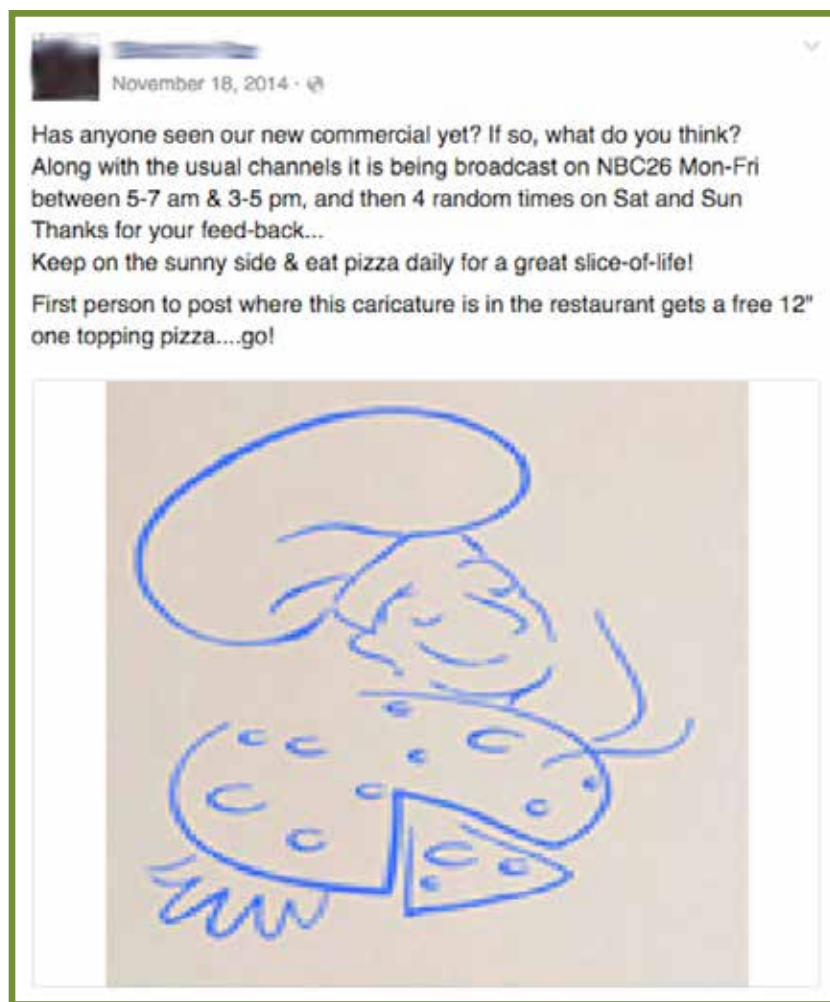 November 18, 2014 ·
Has anyone seen our new commercial yet? If so, what do you think?
Along with the usual channels it is being broadcast on NBC26 Mon-Fri
between 5-7 am & 3-5 pm, and then 4 random times on Sat and Sun
Thanks for your feed-back...
Keep on the sunny side & eat pizza daily for a great slice-of-life!
First person to post where this caricature is in the restaurant gets a free 12"
one topping pizza....go!